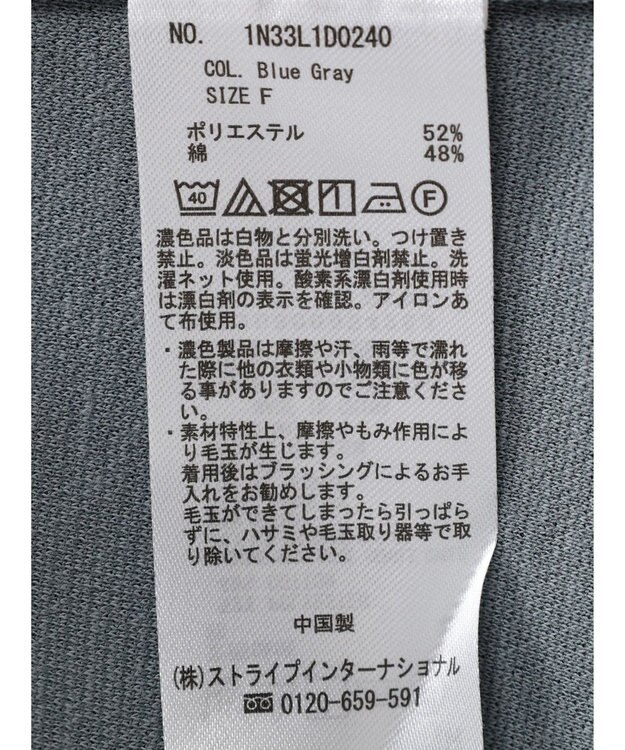 NO. 1N33L1D0240
COL. Blue Gray
SIZE F
ポリエステル 52%
綿 48%
40 F
濃色品は白物と分別洗い。つけ置き
禁止。淡色品は蛍光増白剤禁止。洗
濯ネット使用。酸素系漂白剤使用時
は漂白剤の表示を確認。アイロンあ
て布使用。
・濃色製品は摩擦や汗、雨等で濡れ
た際に他の衣類や小物類に色が移
る事がありますのでご注意くださ
い。
・素材特性上、摩擦やもみ作用によ
り毛玉が生じます。
着用後はブラッシングによるお手
入れをお勧めします。
毛玉ができてしまったら引っぱら
ずに、ハサミや毛玉取り器等で取
り除いてください。
中国製
(株)ストライプインターナショナル
0120-659-591